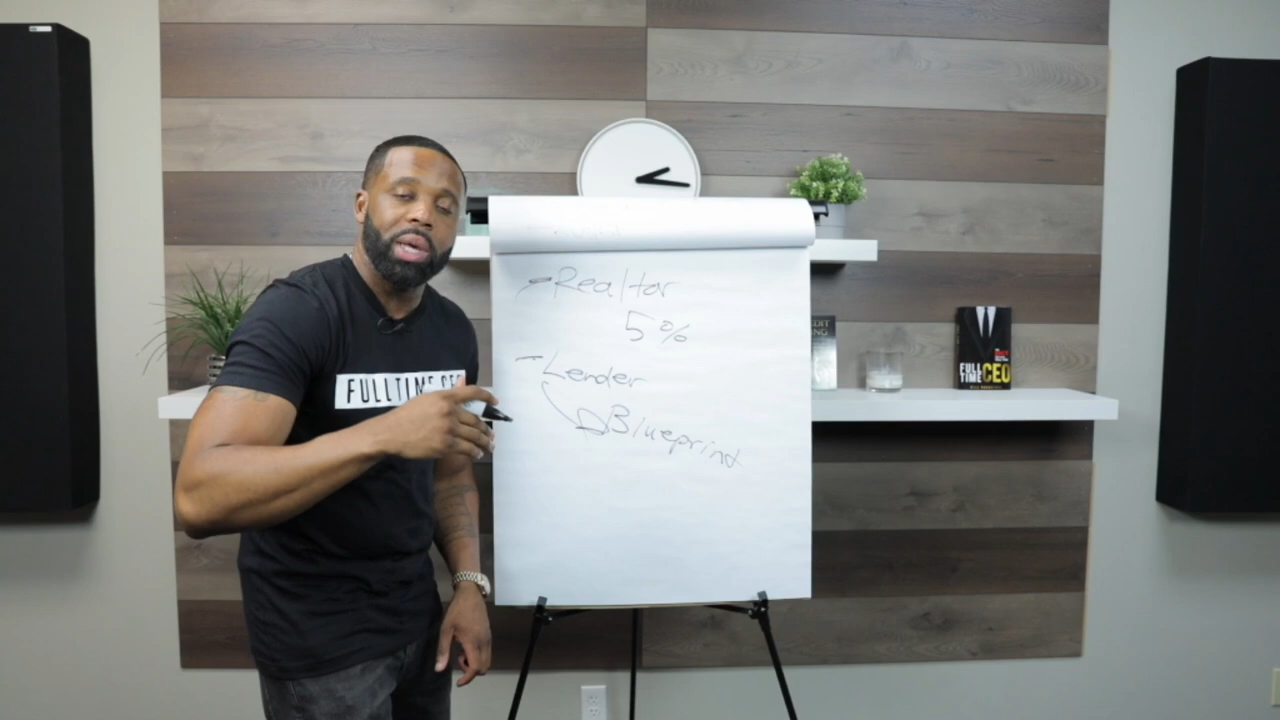 - Realtor
5%
- Lender
Blueprint
FULLTIME CEO
FULL
TIME CEO